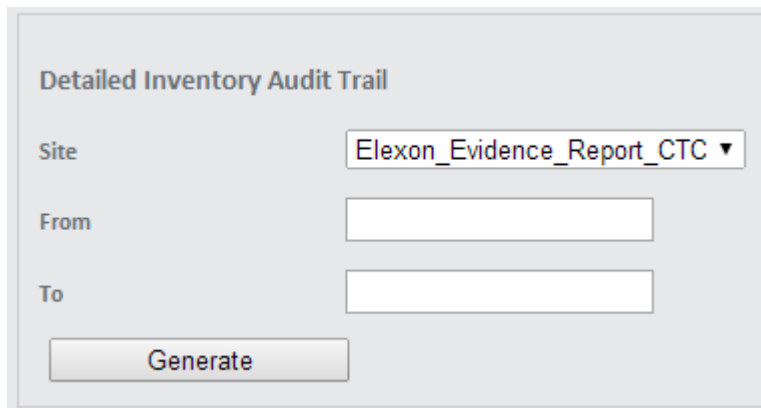 Detailed Inventory Audit Trail
Site Elexon_Evidence_Report_CTC
From
To
Generate